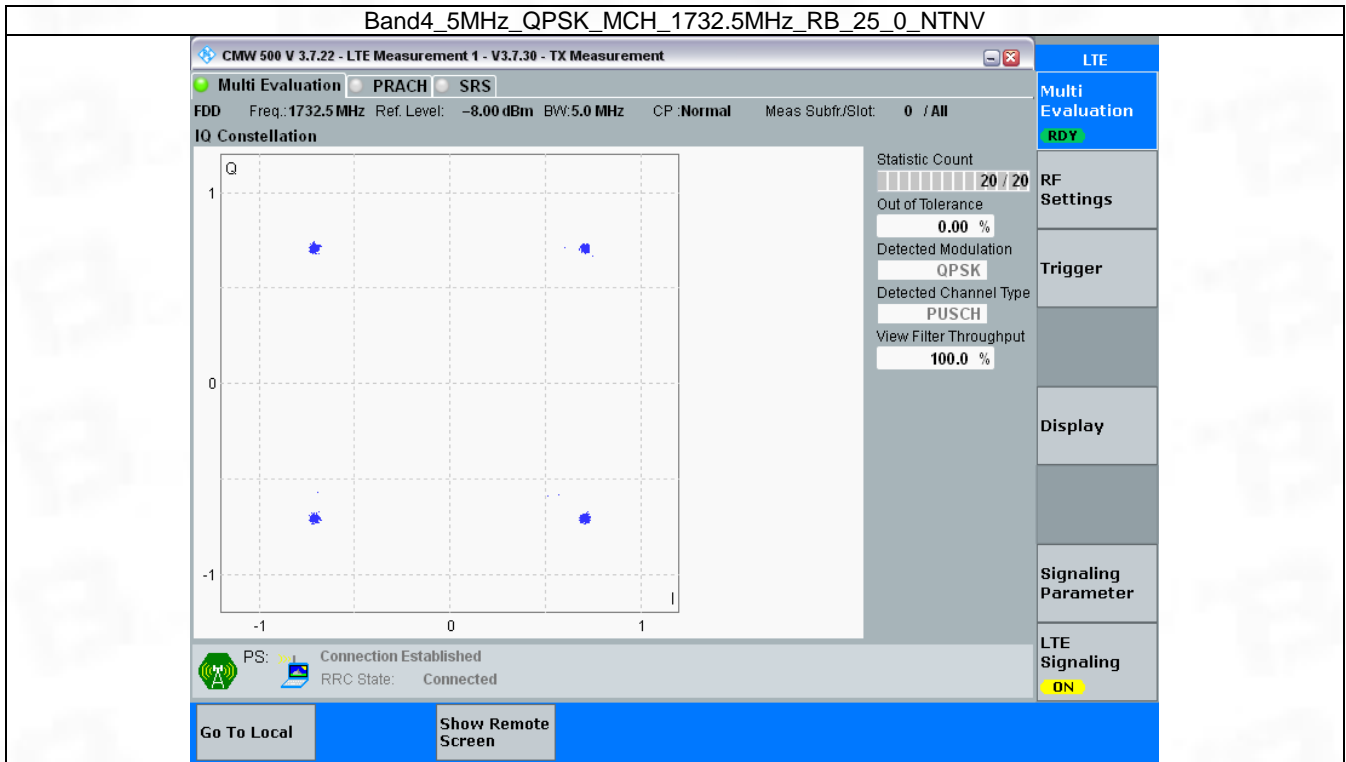 Band4_5MHz_QPSK_MCH_1732.5MHz_RB_25_0_NTNV
CMW 500 V 3.7.22 - LTE Measurement 1 - V3.7.30 - TX Measurement
LTE
Multi Evaluation PRACH SRS
Multi
Evaluation
RDY
FDD Freq.: 1732.5 MHz Ref. Level: -8.00 dBm BW: 5.0 MHz CP : Normal Meas Subfr./Slot: 0 / All
IQ Constellation
Q
1
0
-1
-1 0 1
I
Statistic Count
20 / 20
Out of Tolerance
0.00 %
Detected Modulation
QPSK
Detected Channel Type
PUSCH
View Filter Throughput
100.0 %
RF
Settings
Trigger
Display
Signaling
Parameter
LTE
Signaling
ON
PS: Connection Established
RRC State: Connected
Go To Local
Show Remote
Screen